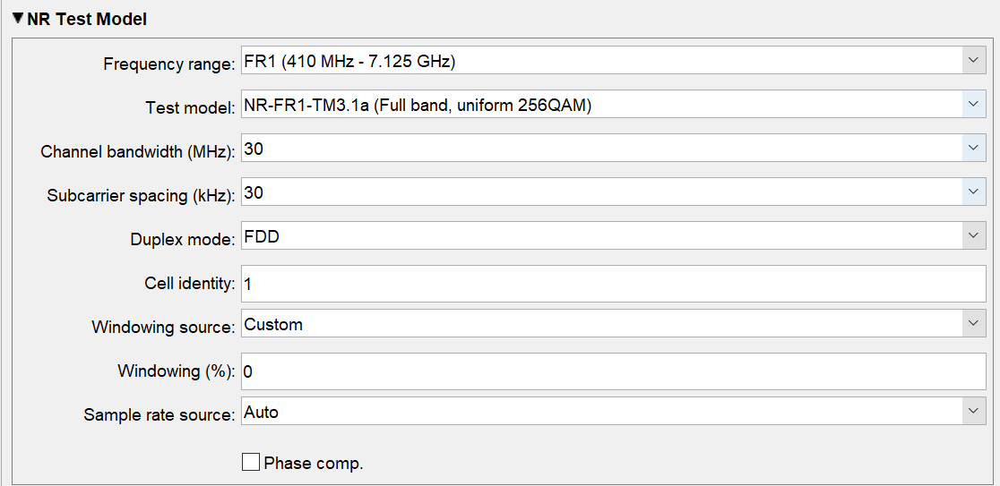 NR Test Model
Frequency range: FR1 (410 MHz - 7.125 GHz)
Test model: NR-FR1-TM3.1a (Full band, uniform 256QAM)
Channel bandwidth (MHz): 30
Subcarrier spacing (kHz): 30
Duplex mode: FDD
Cell identity: 1
Windowing source: Custom
Windowing (%): 0
Sample rate source: Auto
Phase comp.